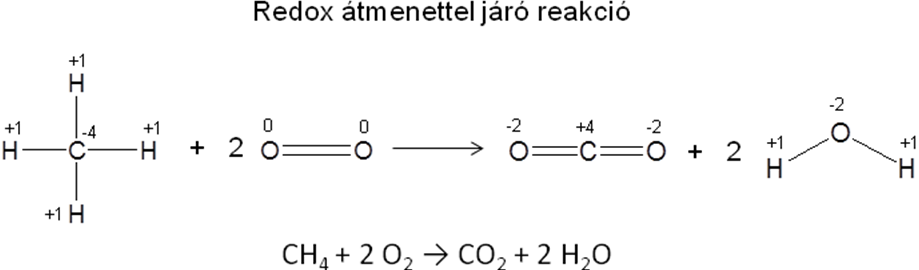 Redox átmenettel járó reakció
+1
H
+1 H C -4 +1 H + 2 0 O 0 O → -2 O +4 C -2 O + 2 +1 H -2 O +1 H
+1 H
CH₄ + 2 O₂ → CO₂ + 2 H₂O